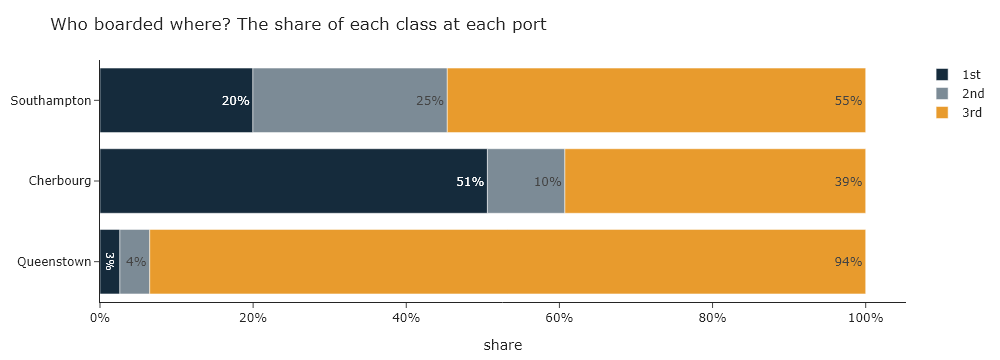 Who boarded where? The share of each class at each port
1st
2nd
3rd
Southampton 20% 25% 55%
Cherbourg 51% 10% 39%
Queenstown 3% 4% 94%
0% 20% 40% 60% 80% 100%
share